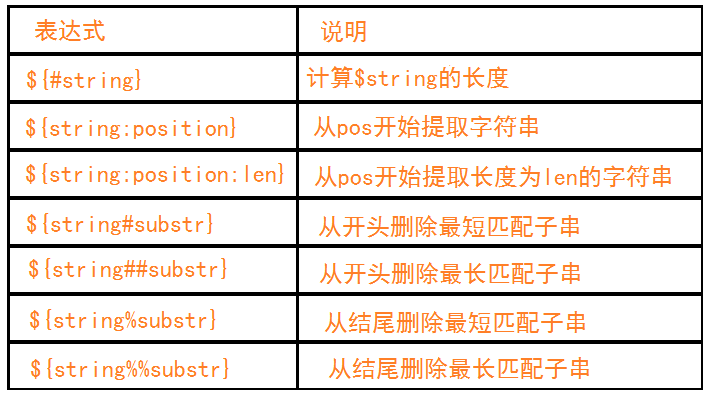 表达式 说明
${#string} 计算$string的长度
${string:position} 从pos开始提取字符串
${string:position:len} 从pos开始提取长度为len的字符串
${string#substr} 从开头删除最短匹配子串
${string##substr} 从开头删除最长匹配子串
${string%substr} 从结尾删除最短匹配子串
${string%%substr} 从结尾删除最长匹配子串